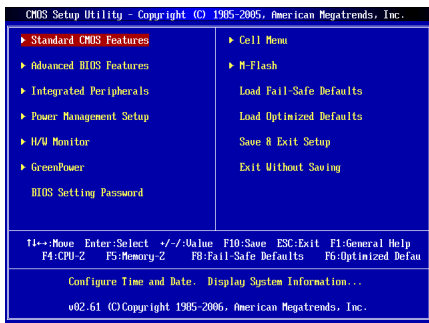 CMOS Setup Utility - Copyright (C) 1985-2005, American Megatrends, Inc.
▶ Standard CMOS Features
▶ Advanced BIOS Features
▶ Integrated Peripherals
▶ Power Management Setup
▶ H/W Monitor
▶ GreenPower
BIOS Setting Password
▶ Cell Menu
▶ M-Flash
Load Fail-Safe Defaults
Load Optimized Defaults
Save & Exit Setup
Exit Without Saving
↑↓←→:Move Enter:Select +/-/:Value F10:Save ESC:Exit F1:General Help
F4:CPU-Z F5:Memory-Z F8:Fail-Safe Defaults F6:Optimized Defau
Configure Time and Date. Display System Information...
v02.61 (C)Copyright 1985-2006, American Megatrends, Inc.